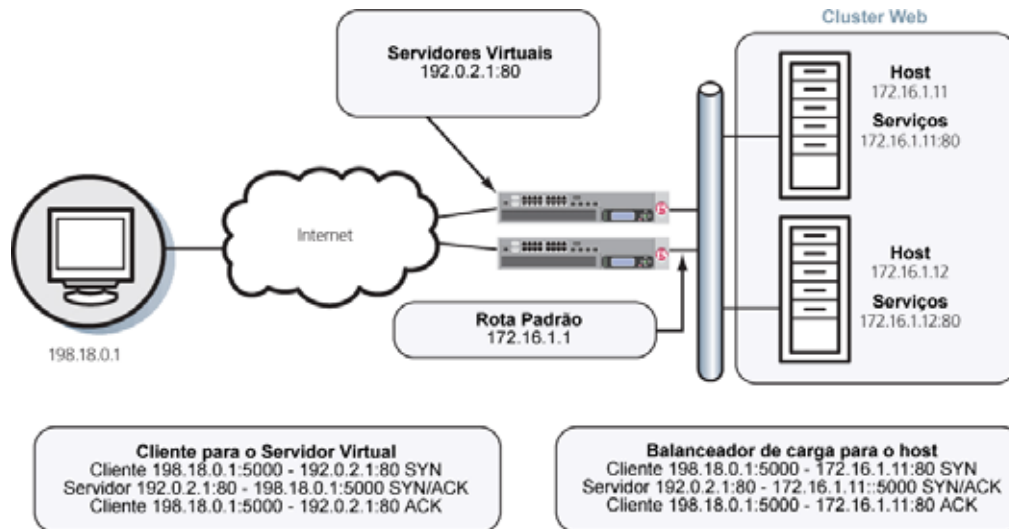 Cluster Web
Servidores Virtuais
192.0.2.1:80
Host
172.16.1.11
Serviços
172.16.1.11:80
Internet
Host
172.16.1.12
Serviços
172.16.1.12:80
Rota Padrão
172.16.1.1
198.18.0.1
Cliente para o Servidor Virtual
Cliente 198.18.0.1:5000 - 192.0.2.1:80 SYN
Servidor 192.0.2.1:80 - 198.18.0.1:5000 SYN/ACK
Cliente 198.18.0.1:5000 - 192.0.2.1:80 ACK
Balanceador de carga para o host
Cliente 198.18.0.1:5000 - 172.16.1.11:80 SYN
Servidor 192.0.2.1:80 - 172.16.1.11::5000 SYN/ACK
Cliente 198.18.0.1:5000 - 172.16.1.11:80 ACK